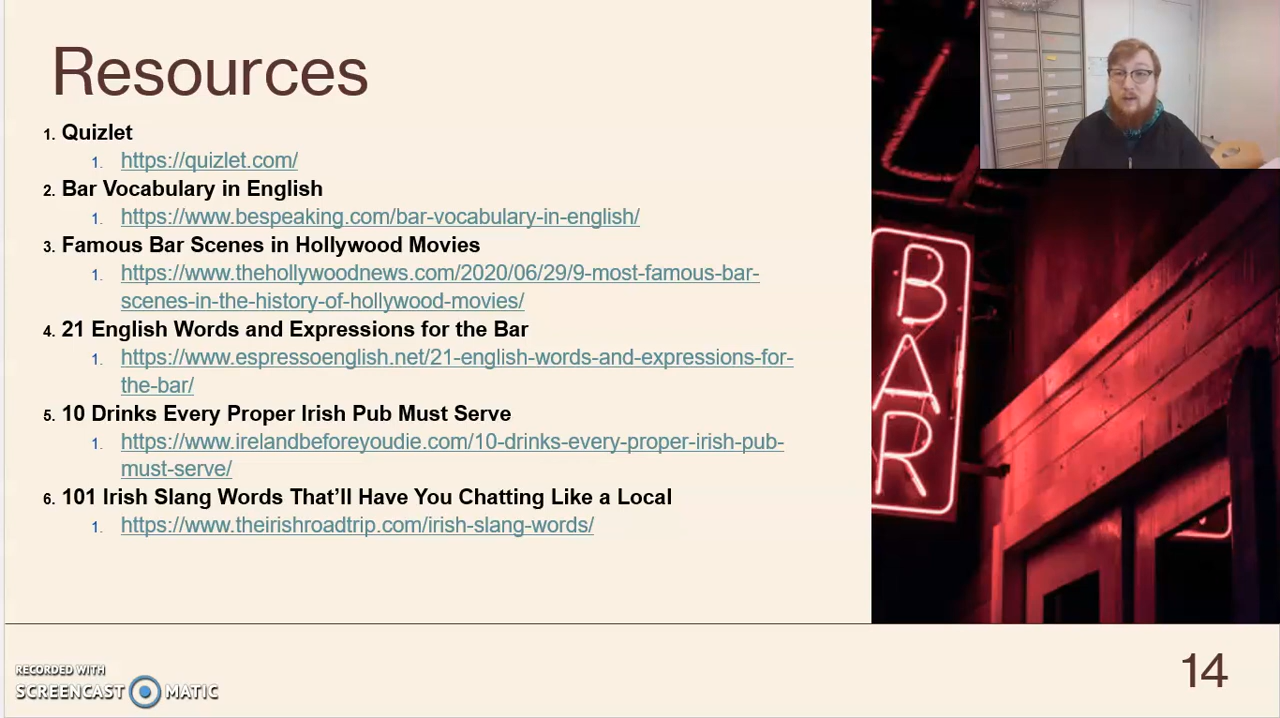 Resources
1. Quizlet
1. https://quizlet.com/
2. Bar Vocabulary in English
1. https://www.bespeaking.com/bar-vocabulary-in-english/
3. Famous Bar Scenes in Hollywood Movies
1. https://www.thehollywoodnews.com/2020/06/29/9-most-famous-bar-
scenes-in-the-history-of-hollywood-movies/
4. 21 English Words and Expressions for the Bar
1. https://www.espressoenglish.net/21-english-words-and-expressions-for-
the-bar/
5. 10 Drinks Every Proper Irish Pub Must Serve
1. https://www.irelandbeforeyoudie.com/10-drinks-every-proper-irish-pub-
must-serve/
6. 101 Irish Slang Words That’ll Have You Chatting Like a Local
1. https://www.theirishroadtrip.com/irish-slang-words/
BAR
RECORDED WITH
SCREENCAST MATIC
14